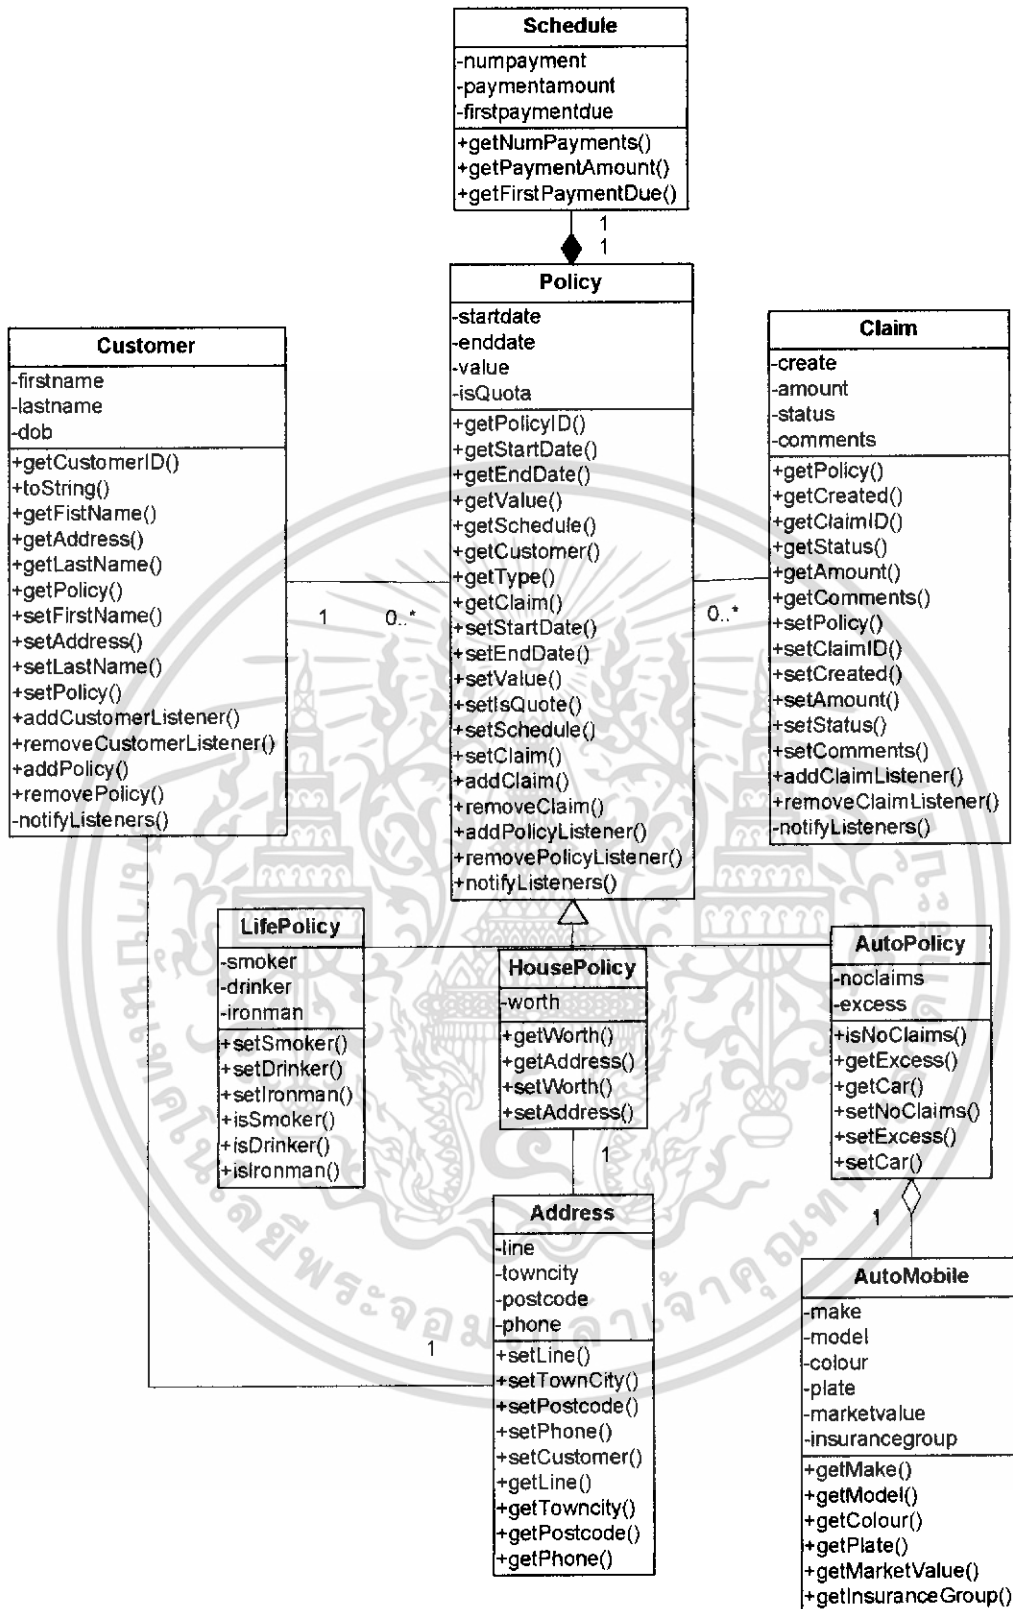 Schedule
-numpayment
-paymentamount
-firstpaymentdue
+getNumPayments()
+getPaymentAmount()
+getFirstPaymentDue()
1
1
Policy
-startdate
-enddate
-value
-isQuota
+getPolicyID()
+getStartDate()
+getEndDate()
+getValue()
+getSchedule()
+getCustomer()
+getType()
+getClaim()
+setStartDate()
+setEndDate()
+setValue()
+setIsQuote()
+setSchedule()
+setClaim()
+addClaim()
+removeClaim()
+addPolicyListener()
+removePolicyListener()
+notifyListeners()
Customer
-firstname
-lastname
-dob
+getCustomerID()
+toString()
+getFistName()
+getAddress()
+getLastName()
+getPolicy()
+setFirstName()
+setAddress()
+setLastName()
+setPolicy()
+addCustomerListener()
+removeCustomerListener()
+addPolicy()
+removePolicy()
-notifyListeners()
1
0..*
0..*
Claim
-create
-amount
-status
-comments
+getPolicy()
+getCreated()
+getClaimID()
+getStatus()
+getAmount()
+getComments()
+setPolicy()
+setClaimID()
+setCreated()
+setAmount()
+setStatus()
+setComments()
+addClaimListener()
+removeClaimListener()
-notifyListeners()
LifePolicy
-smoker
-drinker
-ironman
+setSmoker()
+setDrinker()
+setIronman()
+isSmoker()
+isDrinker()
+isIronman()
HousePolicy
-worth
+getWorth()
+getAddress()
+setWorth()
+setAddress()
1
AutoPolicy
-noclaims
-excess
+isNoClaims()
+getExcess()
+getCar()
+setNoClaims()
+setExcess()
+setCar()
1
Address
-line
-towncity
-postcode
-phone
+setLine()
+setTownCity()
+setPostcode()
+setPhone()
+setCustomer()
+getLine()
+getTowncity()
+getPostcode()
+getPhone()
1
AutoMobile
-make
-model
-colour
-plate
-marketvalue
-insurancegroup
+getMake()
+getModel()
+getColour()
+getPlate()
+getMarketValue()
+getInsuranceGroup()